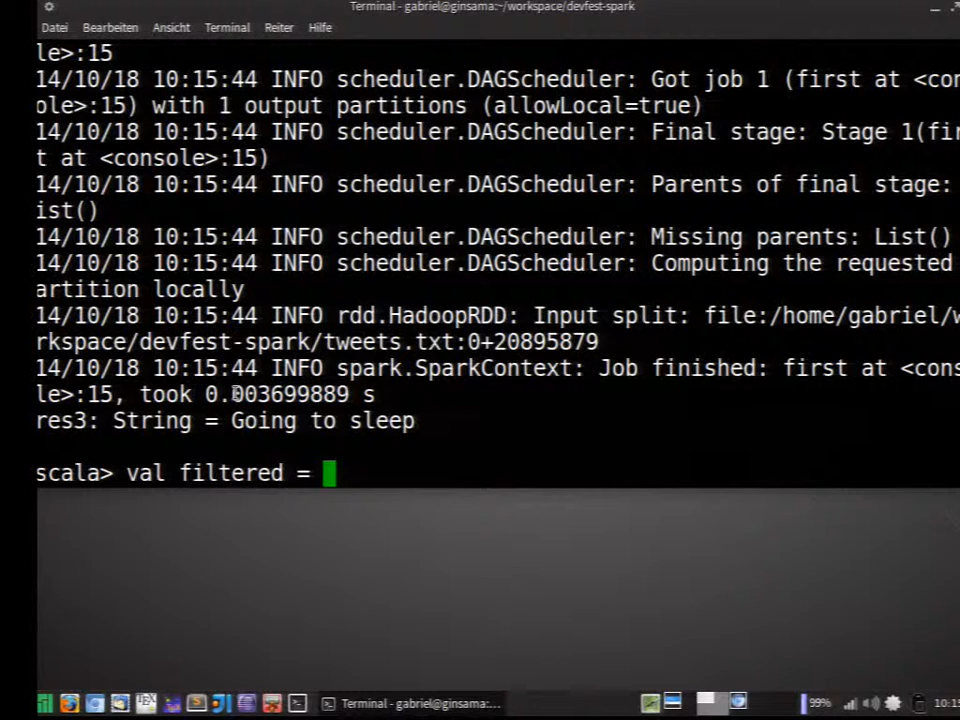 Terminal - gabriel@ginsama:~/workspace/devfest-spark
Datei Bearbeiten Ansicht Terminal Reiter Hilfe
le>:15
14/10/18 10:15:44 INFO scheduler.DAGScheduler: Got job 1 (first at <con
ole>:15) with 1 output partitions (allowLocal=true)
14/10/18 10:15:44 INFO scheduler.DAGScheduler: Final stage: Stage 1(fir
t at <console>:15)
14/10/18 10:15:44 INFO scheduler.DAGScheduler: Parents of final stage:
ist()
14/10/18 10:15:44 INFO scheduler.DAGScheduler: Missing parents: List()
14/10/18 10:15:44 INFO scheduler.DAGScheduler: Computing the requested
artition locally
14/10/18 10:15:44 INFO rdd.HadoopRDD: Input split: file:/home/gabriel/w
rkspace/devfest-spark/tweets.txt:0+20895879
14/10/18 10:15:44 INFO spark.SparkContext: Job finished: first at <cons
le>:15, took 0.003699889 s
res3: String = Going to sleep
scala> val filtered =
Terminal - gabriel@ginsama:~/workspace/devfest-spark...